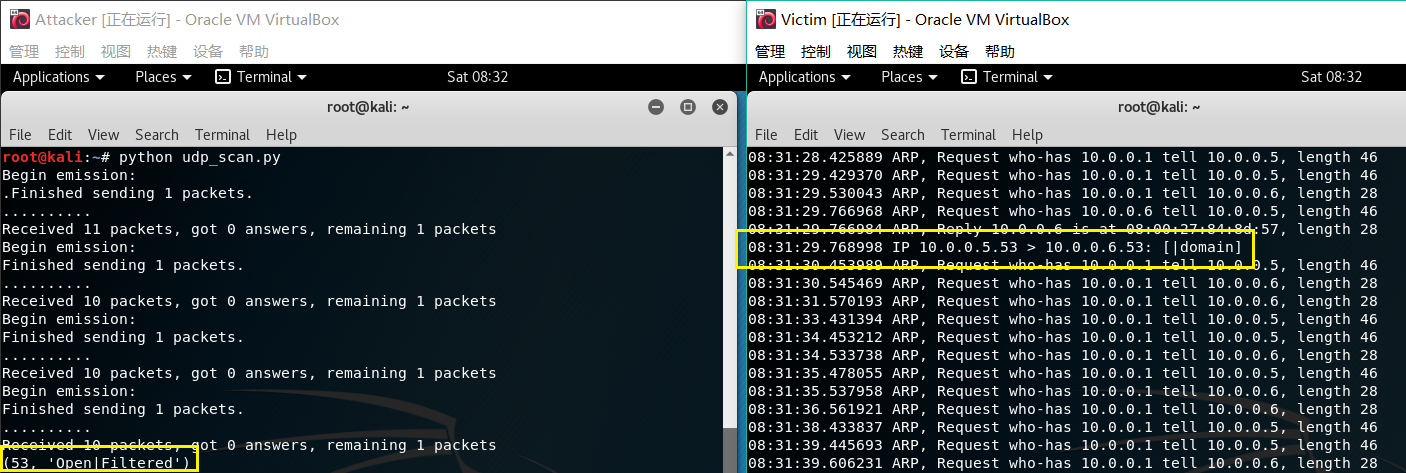 Attacker [正在运行] - Oracle VM VirtualBox
管理 控制 视图 热键 设备 帮助
Applications Places Terminal Sat 08:32
root@kali: ~
File Edit View Search Terminal Help
root@kali:~# python udp_scan.py
Begin emission:
.Finished sending 1 packets.
..........
Received 11 packets, got 0 answers, remaining 1 packets
Begin emission:
Finished sending 1 packets.
..........
Received 10 packets, got 0 answers, remaining 1 packets
Begin emission:
Finished sending 1 packets.
..........
Received 10 packets, got 0 answers, remaining 1 packets
Begin emission:
Finished sending 1 packets.
..........
Received 10 packets, got 0 answers, remaining 1 packets
(53, 'Open|Filtered')
Victim [正在运行] - Oracle VM VirtualBox
管理 控制 视图 热键 设备 帮助
Applications Places Terminal Sat 08:32
root@kali: ~
File Edit View Search Terminal Help
08:31:28.425889 ARP, Request who-has 10.0.0.1 tell 10.0.0.5, length 46
08:31:29.429370 ARP, Request who-has 10.0.0.1 tell 10.0.0.5, length 46
08:31:29.530043 ARP, Request who-has 10.0.0.1 tell 10.0.0.6, length 28
08:31:29.766968 ARP, Request who-has 10.0.0.6 tell 10.0.0.5, length 46
08:31:29.766984 ARP, Reply 10.0.0.6 is-at 08:00:27:84:8d:57, length 28
08:31:29.768998 IP 10.0.0.5.53 > 10.0.0.6.53: [|domain]
08:31:30.453989 ARP, Request who-has 10.0.0.1 tell 10.0.0.5, length 46
08:31:30.545469 ARP, Request who-has 10.0.0.1 tell 10.0.0.6, length 28
08:31:31.570193 ARP, Request who-has 10.0.0.1 tell 10.0.0.6, length 28
08:31:33.431394 ARP, Request who-has 10.0.0.1 tell 10.0.0.5, length 46
08:31:34.453212 ARP, Request who-has 10.0.0.1 tell 10.0.0.5, length 46
08:31:34.533738 ARP, Request who-has 10.0.0.1 tell 10.0.0.6, length 28
08:31:35.478055 ARP, Request who-has 10.0.0.1 tell 10.0.0.5, length 46
08:31:35.537958 ARP, Request who-has 10.0.0.1 tell 10.0.0.6, length 28
08:31:36.561921 ARP, Request who-has 10.0.0.1 tell 10.0.0.6, length 28
08:31:38.433837 ARP, Request who-has 10.0.0.1 tell 10.0.0.5, length 46
08:31:39.445693 ARP, Request who-has 10.0.0.1 tell 10.0.0.5, length 46
08:31:39.606231 ARP, Request who-has 10.0.0.1 tell 10.0.0.6, length 28